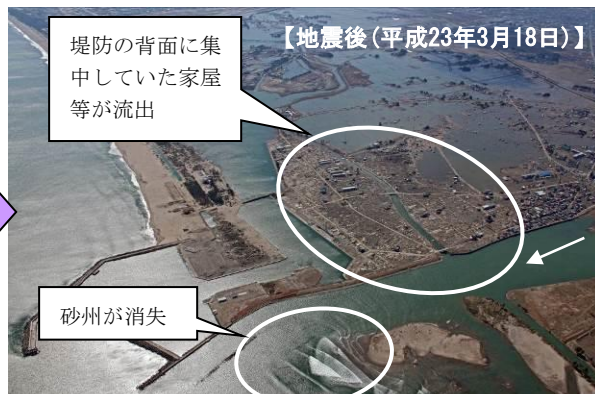 【地震後(平成23年3月18日)】
堤防の背面に集
中していた家屋
等が流出
砂州が消失